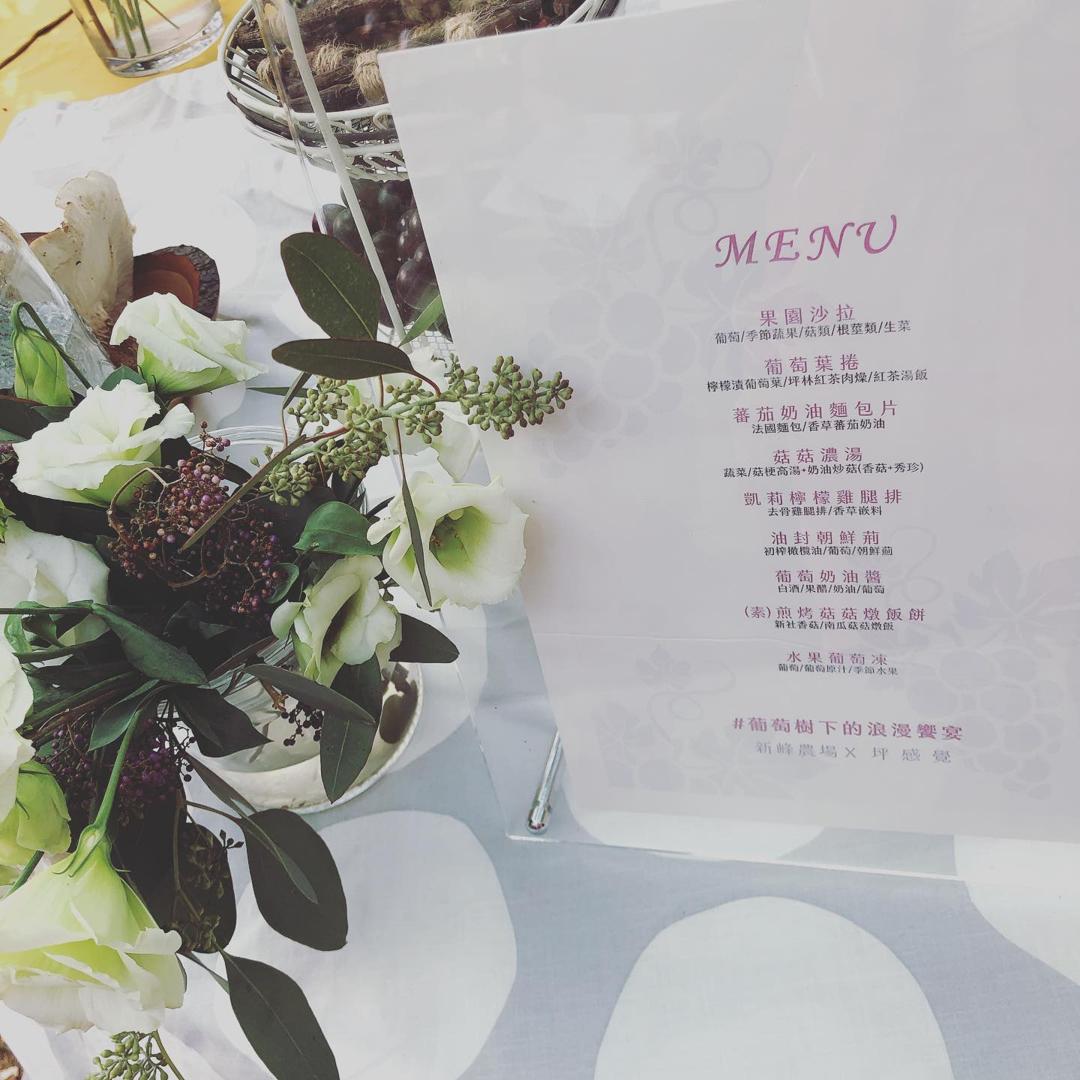 MENU
果園沙拉
葡萄/季節蔬果/菇類/根莖類/生菜
葡萄葉捲
檸檬漬葡萄葉/坪林紅茶肉燥/紅茶湯飯
蕃茄奶油麵包片
法國麵包/香草蕃茄奶油
菇菇濃湯
蔬菜/菇梗高湯+奶油炒菇(香菇+秀珍)
凱莉檸檬雞腿排
去骨雞腿排/香草嵌料
油封朝鮮薊
初榨橄欖油/葡萄/朝鮮薊
葡萄奶油醬
白酒/果醋/奶油/葡萄
(素)煎烤菇菇燉飯餅
新社香菇/南瓜菇菇燉飯
水果葡萄凍
葡萄/葡萄原汁/季節水果
#葡萄樹下的浪漫饗宴
新峰農場X 坪感覺